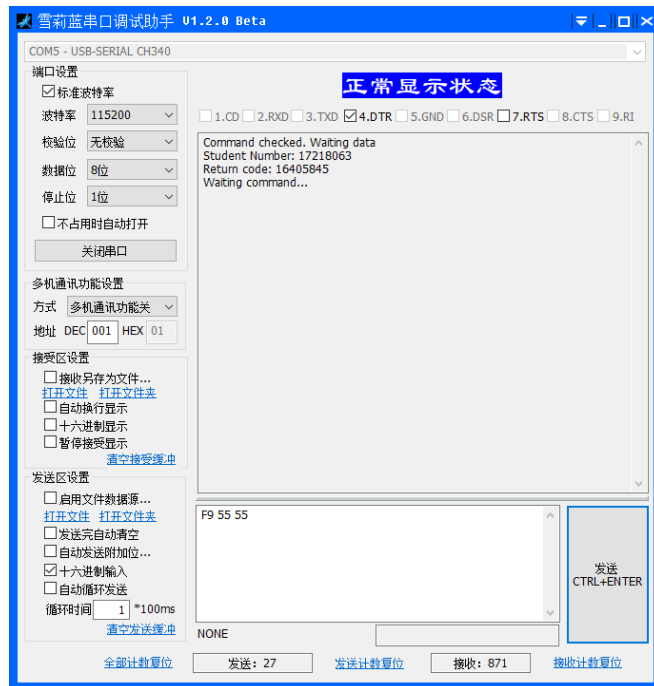 雪莉蓝串口调试助手 V1.2.0 Beta
COM5 - USB-SERIAL CH340
端口设置
标准波特率
波特率 115200
校验位 无校验
数据位 8位
停止位 1位
不占用时自动打开
关闭串口
多机通讯功能设置
方式 多机通讯功能关
地址 DEC 001 HEX 01
接受区设置
接收另存为文件...
打开文件 打开文件夹
自动换行显示
十六进制显示
暂停接受显示
清空接受缓冲
发送区设置
启用文件数据源...
打开文件 打开文件夹
发送完自动清空
自动发送附加位...
十六进制输入
自动循环发送
循环时间 1 *100ms
清空发送缓冲
正常显示状态
1.CD 2.RXD 3.TXD 4.DTR 5.GND 6.DSR 7.RTS 8.CTS 9.RI
Command checked. Waiting data
Student Number: 17218063
Return code: 16405845
Waiting command...
F9 55 55
发送
CTRL+ENTER
NONE
全部计数复位 发送: 27 发送计数复位 接收: 871 接收计数复位